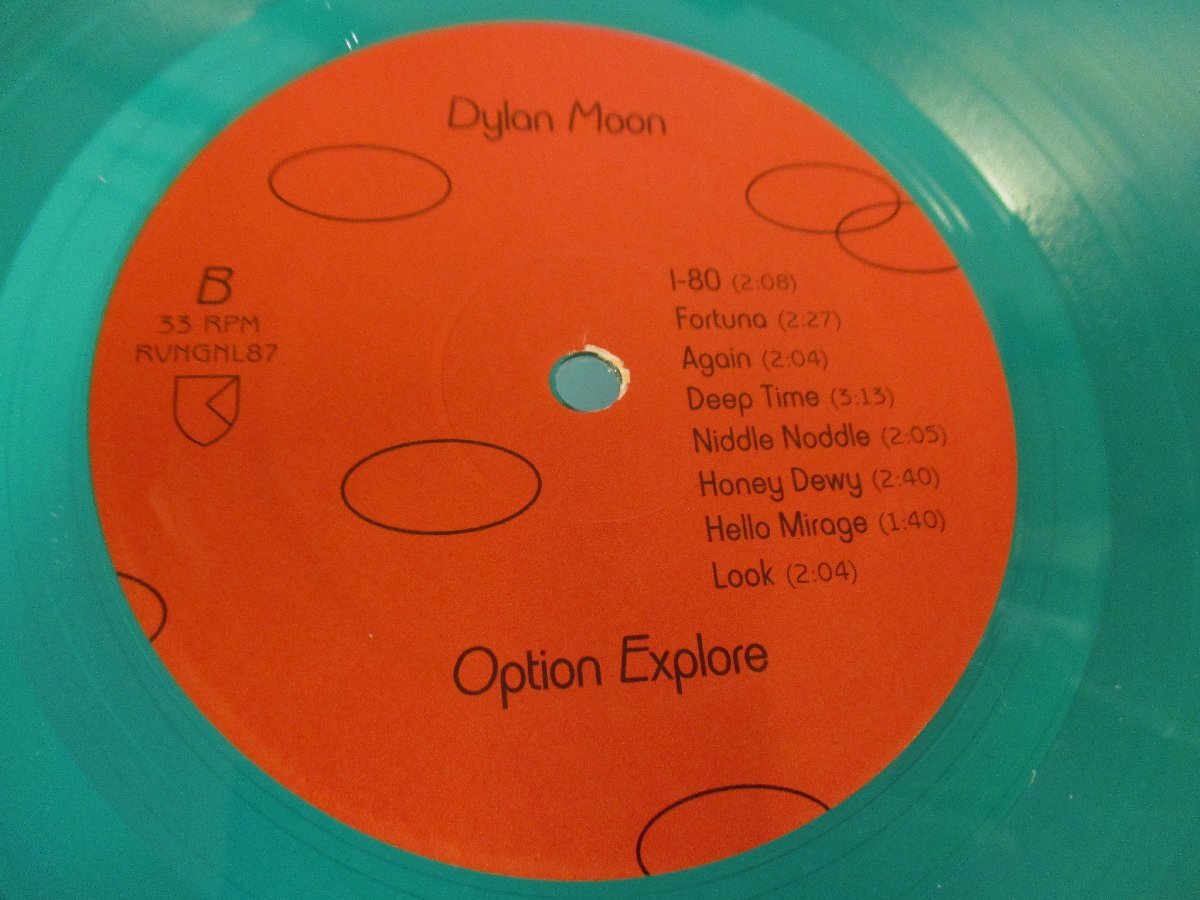 Dylan Moon
B
33 RPM
RVNGNL87
I-80 (2:08)
Fortuna (2:27)
Again (2:04)
Deep Time (3:13)
Niddle Noddle (2:05)
Honey Dewy (2:40)
Hello Mirage (1:40)
Look (2:04)
Option Explore